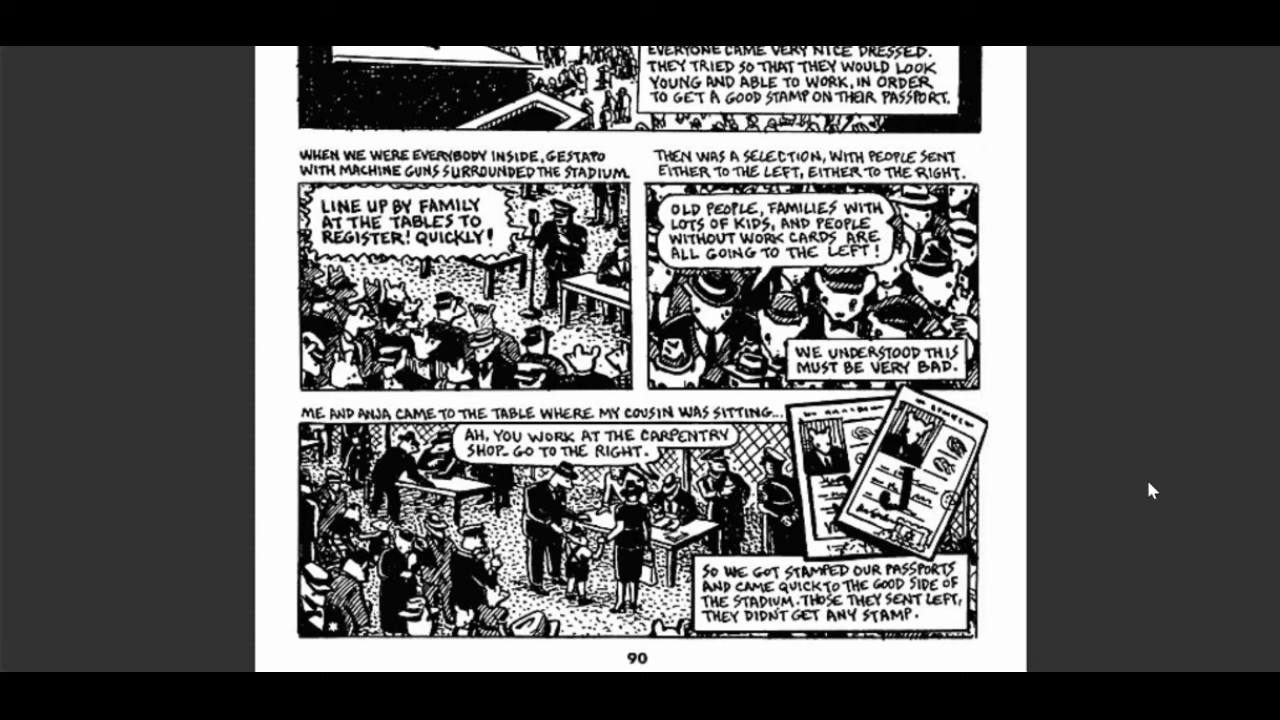 EVERYONE CAME VERY NICE DRESSED.
THEY TRIED SO THAT THEY WOULD LOOK
YOUNG AND ABLE TO WORK, IN ORDER
TO GET A GOOD STAMP ON THEIR PASSPORT.
WHEN WE WERE EVERYBODY INSIDE, GESTAPO
WITH MACHINE GUNS SURROUNDED THE STADIUM.
LINE UP BY FAMILY
AT THE TABLES TO
REGISTER! QUICKLY!
THEN WAS A SELECTION, WITH PEOPLE SENT
EITHER TO THE LEFT, EITHER TO THE RIGHT.
OLD PEOPLE, FAMILIES WITH
LOTS OF KIDS, AND PEOPLE
WITHOUT WORK CARDS ARE
ALL GOING TO THE LEFT!
WE UNDERSTOOD THIS
MUST BE VERY BAD.
ME AND ANJA CAME TO THE TABLE WHERE MY COUSIN WAS SITTING...
AH, YOU WORK AT THE CARPENTRY
SHOP- GO TO THE RIGHT.
J
SO WE GOT STAMPED OUR PASSPORTS
AND CAME QUICK TO THE GOOD SIDE OF
THE STADIUM. THOSE THEY SENT LEFT,
THEY DIDN'T GET ANY STAMP.
90